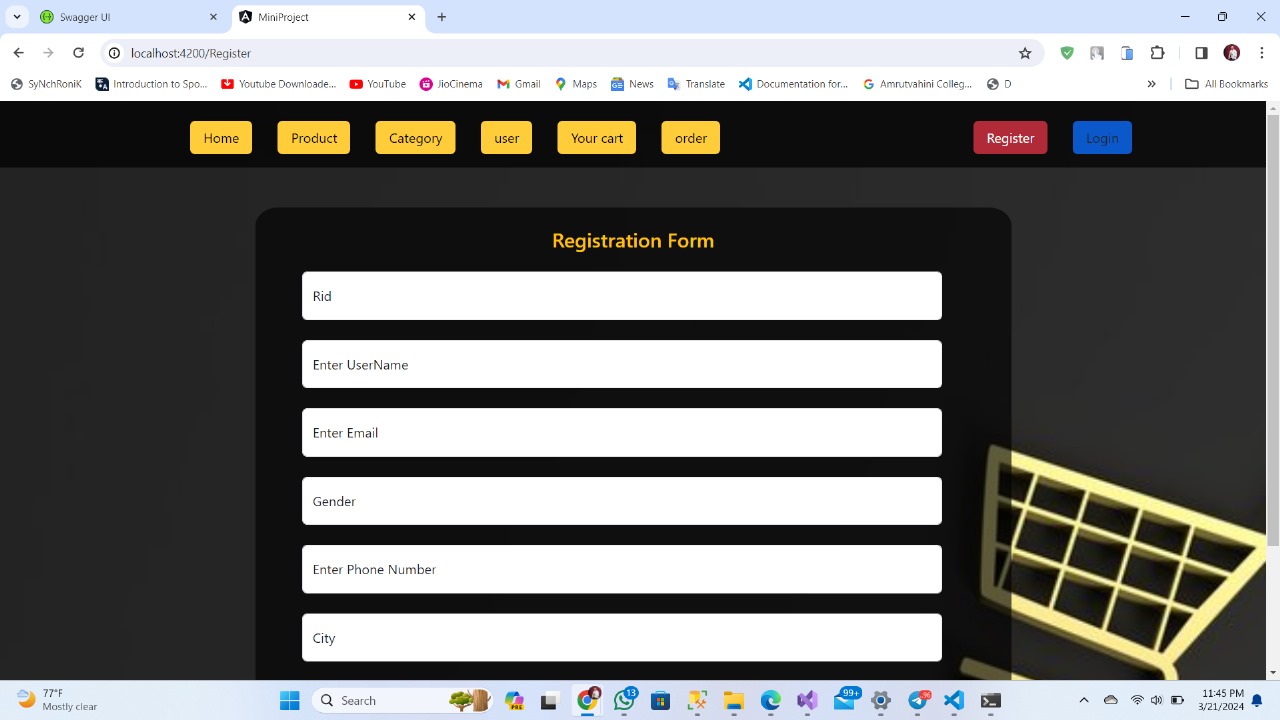 Swagger UI
MiniProject
localhost:4200/Register
SyNchRoniK
Introduction to Spo...
Youtube Downloade...
YouTube
JioCinema
Gmail
Maps
News
Translate
Documentation for...
Amrutvahini Colleg...
D
»
All Bookmarks
Home
Product
Category
user
Your cart
order
Register
Login
Registration Form
Rid
Enter UserName
Enter Email
Gender
Enter Phone Number
City
77°F
Mostly clear
Search
PRE
13
99+
11:45 PM
3/21/2024